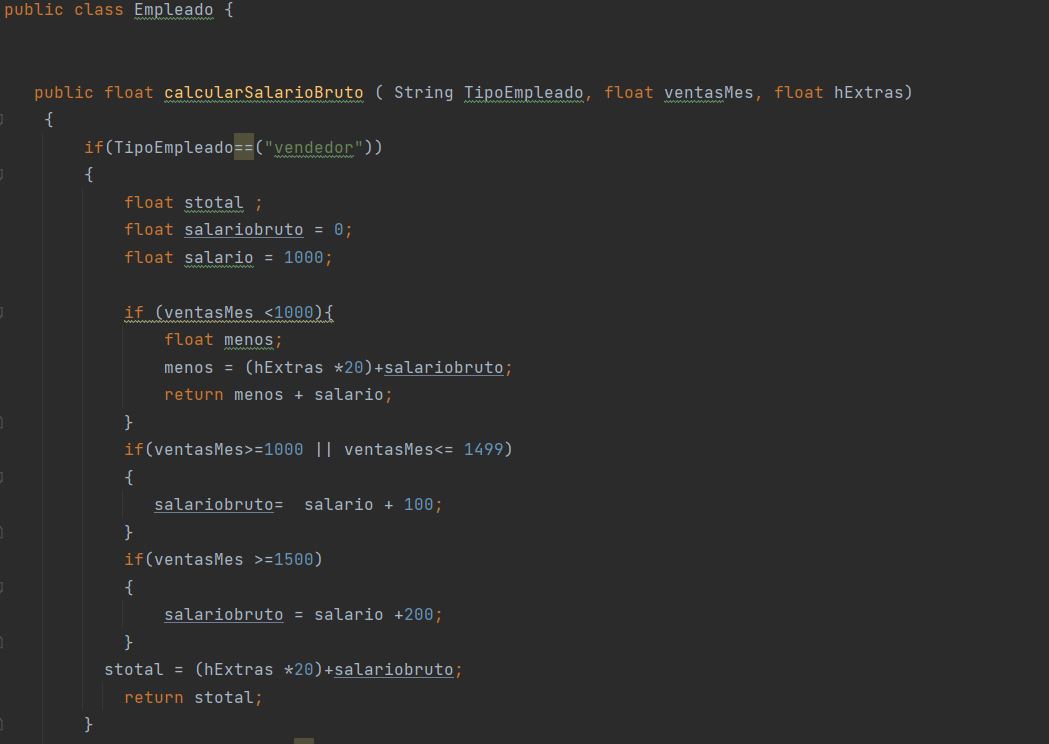 public class Empleado {
public float calcularSalarioBruto ( String TipoEmpleado, float ventasMes, float hExtras)
{
if(TipoEmpleado==("vendedor"))
{
float stotal ;
float salariobruto = 0;
float salario = 1000;
if (ventasMes <1000){
float menos;
menos = (hExtras *20)+salariobruto;
return menos + salario;
}
if(ventasMes>=1000 || ventasMes<= 1499)
{
salariobruto=  salario + 100;
}
if(ventasMes >=1500)
{
salariobruto = salario +200;
}
stotal = (hExtras *20)+salariobruto;
return stotal;
}